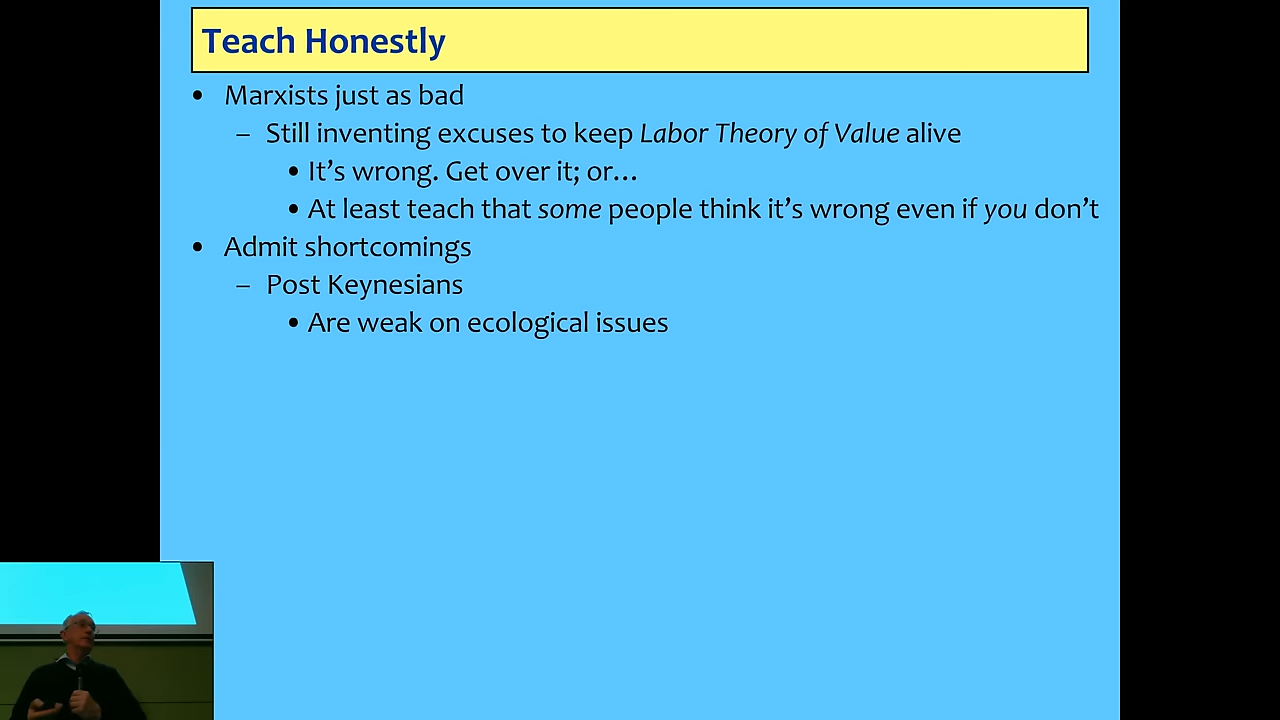 Teach Honestly
• Marxists just as bad
– Still inventing excuses to keep Labor Theory of Value alive
• It’s wrong. Get over it; or…
• At least teach that some people think it’s wrong even if you don’t
• Admit shortcomings
– Post Keynesians
• Are weak on ecological issues